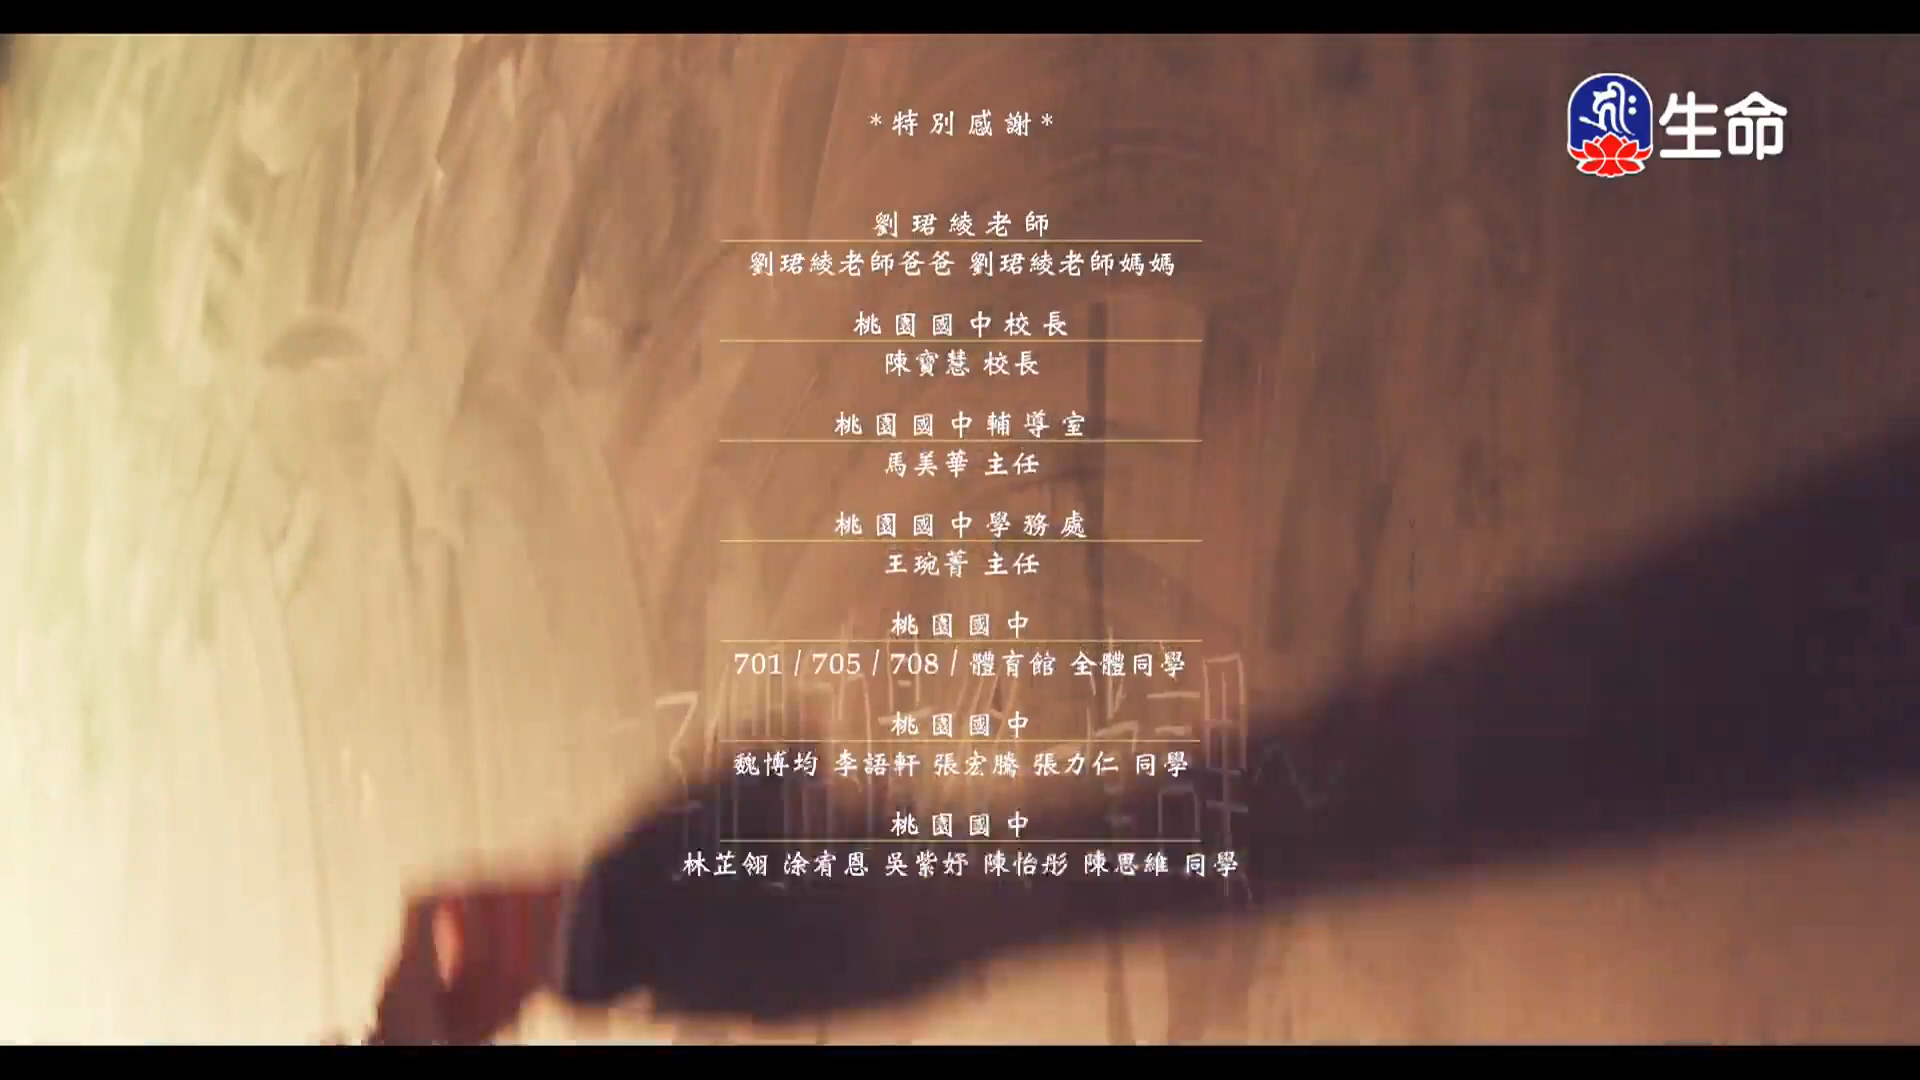 *特別感謝*
生命
劉珺綾老師
劉珺綾老師爸爸 劉珺綾老師媽媽
桃園國中校長
陳寶慧 校長
桃園國中輔導室
馬美華 主任
桃園國中學務處
王琬菁 主任
桃園國中
701 / 705 / 708 / 體育館 全體同學
桃園國中
魏博均 李語軒 張宏騰 張力仁 同學
桃園國中
林芷翎 涂宥恩 吳紫妤 陳怡彤 陳思維 同學